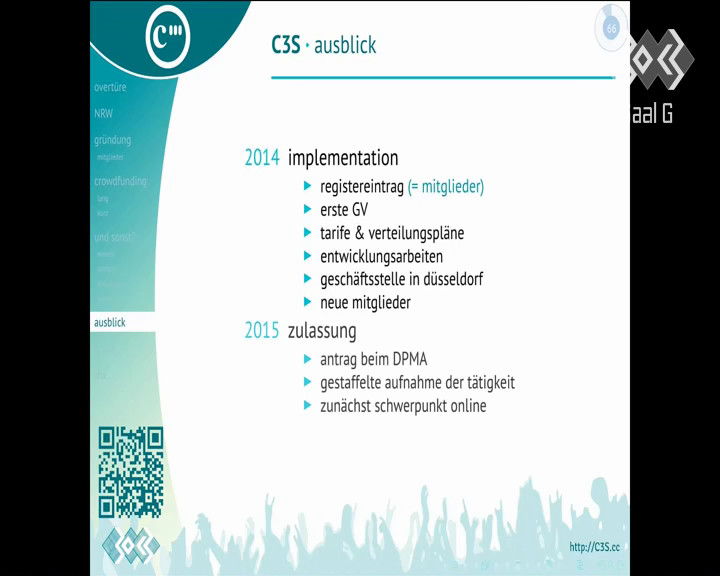 C3S · ausblick
66
aal G
overtüre
NRW
gründung
mitglieder
crowdfunding
lang
kurz
und sonst?
ausblick
2014 implementation
registereintrag (= mitglieder)
erste GV
tarife & verteilungspläne
entwicklungsarbeiten
geschäftsstelle in düsseldorf
neue mitglieder
2015 zulassung
antrag beim DPMA
gestaffelte aufnahme der tätigkeit
zunächst schwerpunkt online
http://C3S.cc